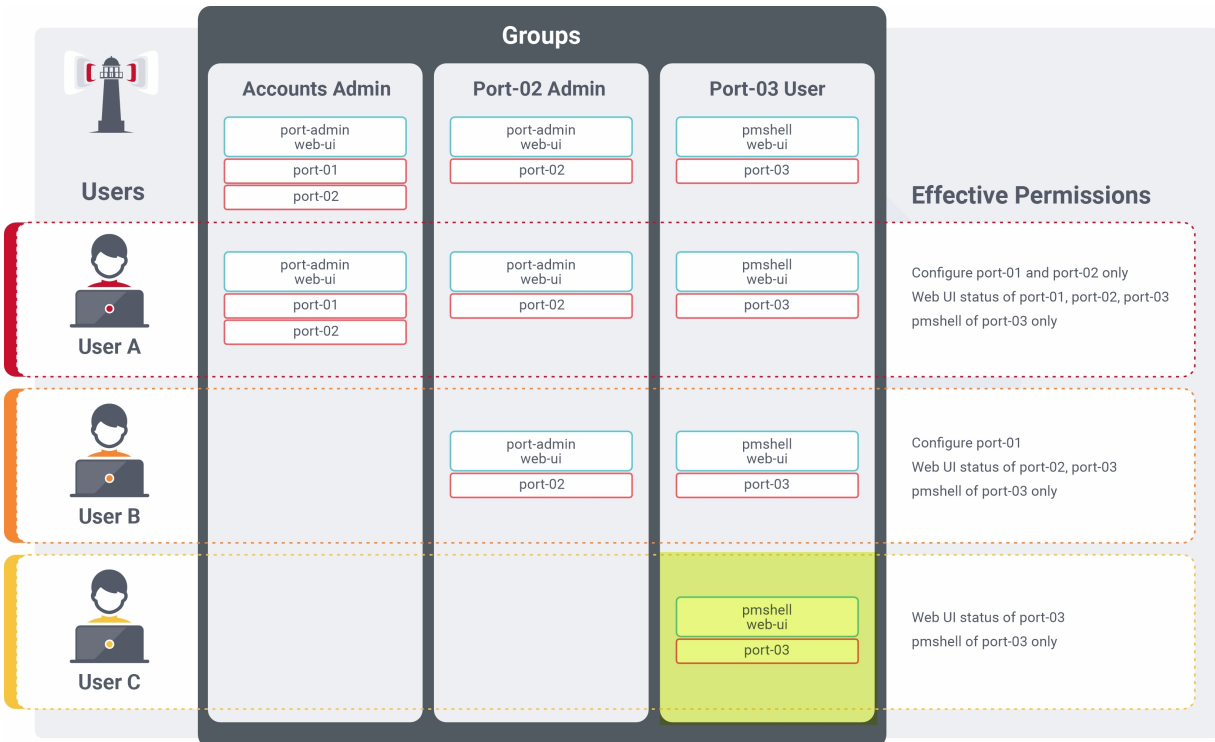 Groups
Accounts Admin
Port-02 Admin
Port-03 User
port-admin
web-ui
port-01
port-02
port-admin
web-ui
port-02
pmshell
web-ui
port-03
Users
Effective Permissions
User A
port-admin
web-ui
port-01
port-02
port-admin
web-ui
port-02
pmshell
web-ui
port-03
Configure port-01 and port-02 only
Web UI status of port-01, port-02, port-03
pmshell of port-03 only
User B
port-admin
web-ui
port-02
pmshell
web-ui
port-03
Configure port-01
Web UI status of port-02, port-03
pmshell of port-03 only
User C
pmshell
web-ui
port-03
Web UI status of port-03
pmshell of port-03 only